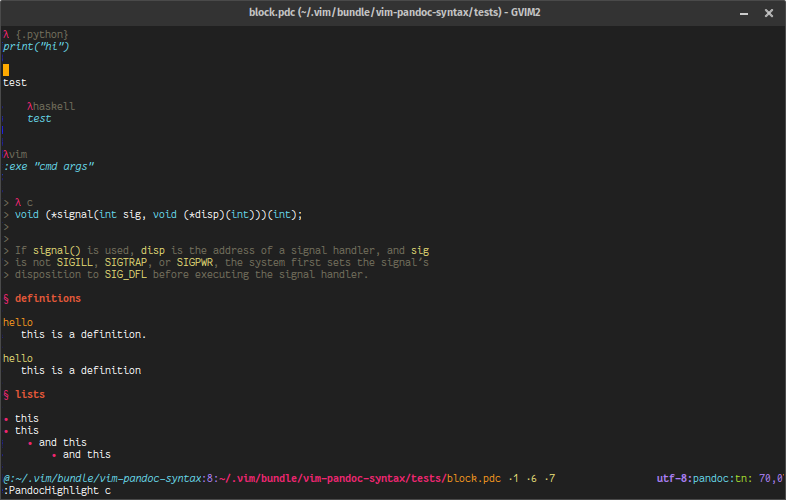 block.pdc (~/.vim/bundle/vim-pandoc-syntax/tests) - GVIM2
λ {.python}
print("hi")
test
λhaskell
test
λvim
:exe "cmd args"
> λ c
> void (*signal(int sig, void (*disp)(int)))(int);
>
>
> If signal() is used, disp is the address of a signal handler, and sig
> is not SIGILL, SIGTRAP, or SIGPWR, the system first sets the signal's
> disposition to SIG_DFL before executing the signal handler.
§ definitions
hello
this is a definition.
hello
this is a definition
§ lists
• this
• this
• and this
• and this
@:~/.vim/bundle/vim-pandoc-syntax:8:~/.vim/bundle/vim-pandoc-syntax/tests/block.pdc ·1 ·6 ·7 utf-8:pandoc:tn: 70,0
:PandocHighlight c